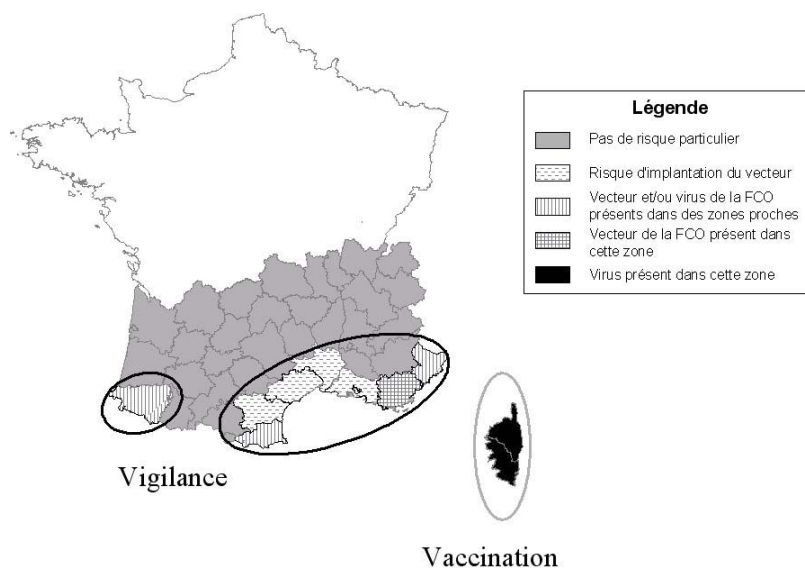 Légende
Pas de risque particulier
Risque d'implantation du vecteur
Vecteur et/ou virus de la FCO
présents dans des zones proches
Vecteur de la FCO présent dans
cette zone
Virus présent dans cette zone
Vigilance
Vaccination